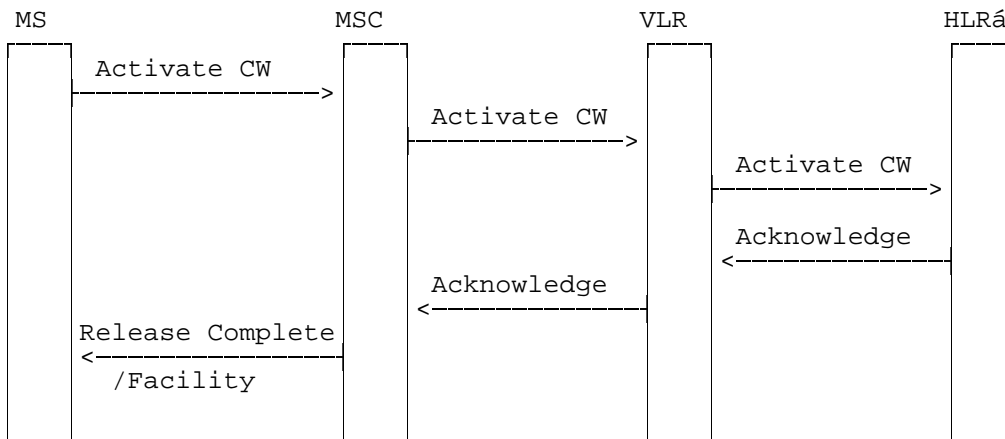 MS MSC VLR HLRá
Activate CW
Activate CW
Activate CW
Acknowledge
Acknowledge
Release Complete
/Facility